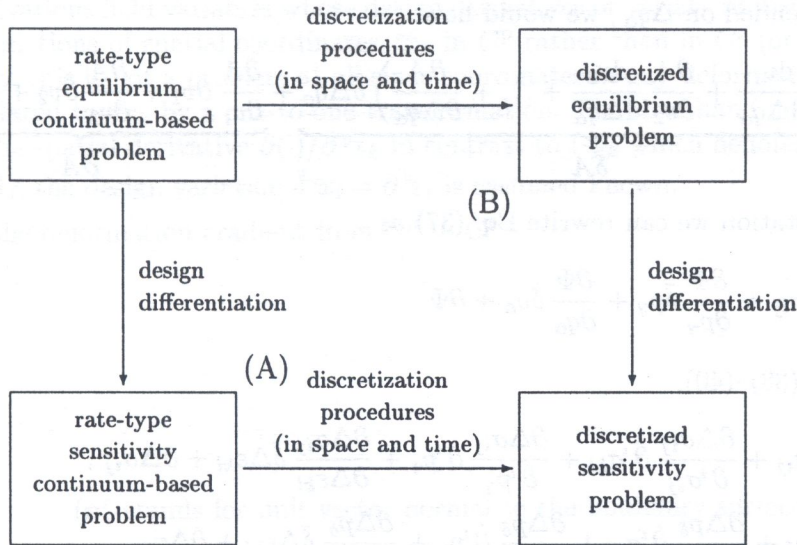 rate-type
equilibrium
continuum-based
problem
discretization
procedures
(in space and time)
discretized
equilibrium
problem
(B)
design
differentiation
design
differentiation
(A)
rate-type
sensitivity
continuum-based
problem
discretization
procedures
(in space and time)
discretized
sensitivity
problem